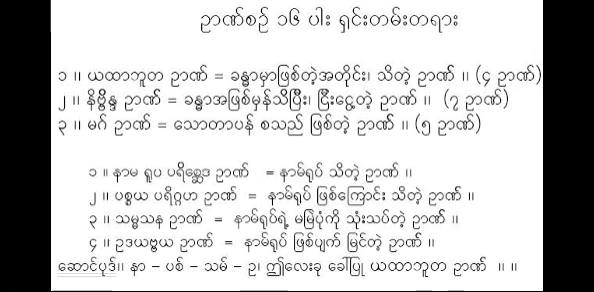 ဉာဏ်စဉ် ၁၆ ပါး ရှင်းတမ်းတရား
၁ ။ ယထာဘူတ ဉာဏ် = ခန္ဓာမှာဖြစ်တဲ့အတိုင်း၊ သိတဲ့ ဉာဏ် ။ (၄ ဉာဏ်)
၂ ။ နိဗ္ဗိန္ဒ ဉာဏ် = ခန္ဓာအဖြစ်မှန်သိပြီး၊ ငြီးငွေ့တဲ့ ဉာဏ် ။ (၇ ဉာဏ်)
၃ ။ မဂ် ဉာဏ် = သောတာပန် စသည် ဖြစ်တဲ့ ဉာဏ် ။ (၅ ဉာဏ်)
၁ ။ နာမ ရူပ ပရိစ္ဆေဒ ဉာဏ် = နာမ်ရုပ် သိတဲ့ ဉာဏ် ။
၂ ။ ပစ္စယ ပရိဂ္ဂဟ ဉာဏ် = နာမ်ရုပ် ဖြစ်ကြောင်း သိတဲ့ ဉာဏ် ။
၃ ။ သမ္မသန ဉာဏ် = နာမ်ရုပ်ရဲ့ မမြဲပုံကို သုံးသပ်တဲ့ ဉာဏ် ။
၄ ။ ဥဒယဗ္ဗယ ဉာဏ် = နာမ်ရုပ် ဖြစ်ပျက် မြင်တဲ့ ဉာဏ် ။
ဆောင်ပုဒ်။ နာ – ပစ် – သမ် – ဥ၊ ဤလေးခု ခေါ်ပြု ယထာဘူတ ဉာဏ် ။ ။